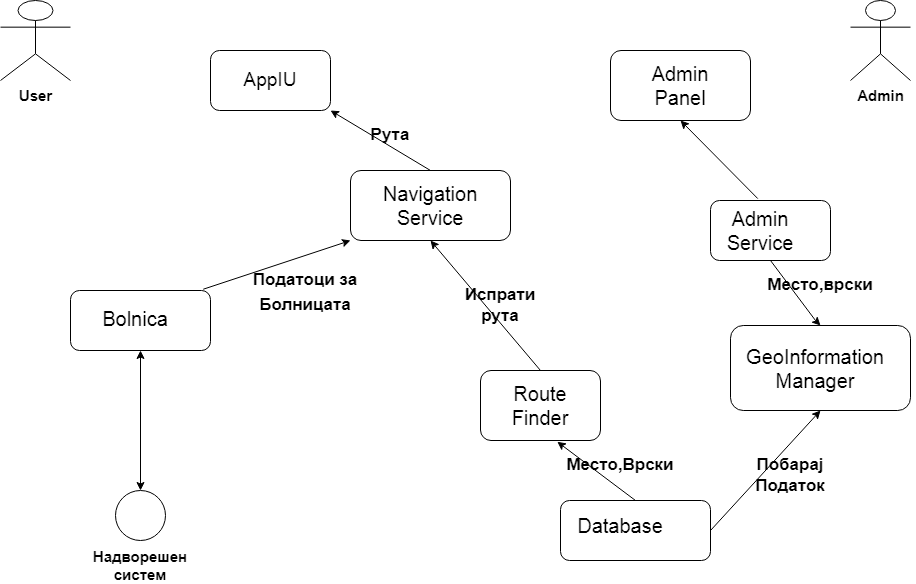 User
AppIU
Admin
Panel
Admin
Рута
Navigation
Service
Admin
Service
Податоци за
Болницата
Испрати
рута
Место,врски
Bolnica
GeoInformation
Manager
Route
Finder
Место,Врски
Побарај
Податок
Database
Надворешен
систем